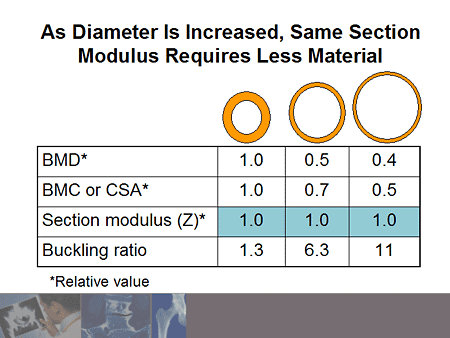 As Diameter Is Increased, Same Section
Modulus Requires Less Material
BMD* 1.0 0.5 0.4
BMC or CSA* 1.0 0.7 0.5
Section modulus (Z)* 1.0 1.0 1.0
Buckling ratio 1.3 6.3 11
*Relative value